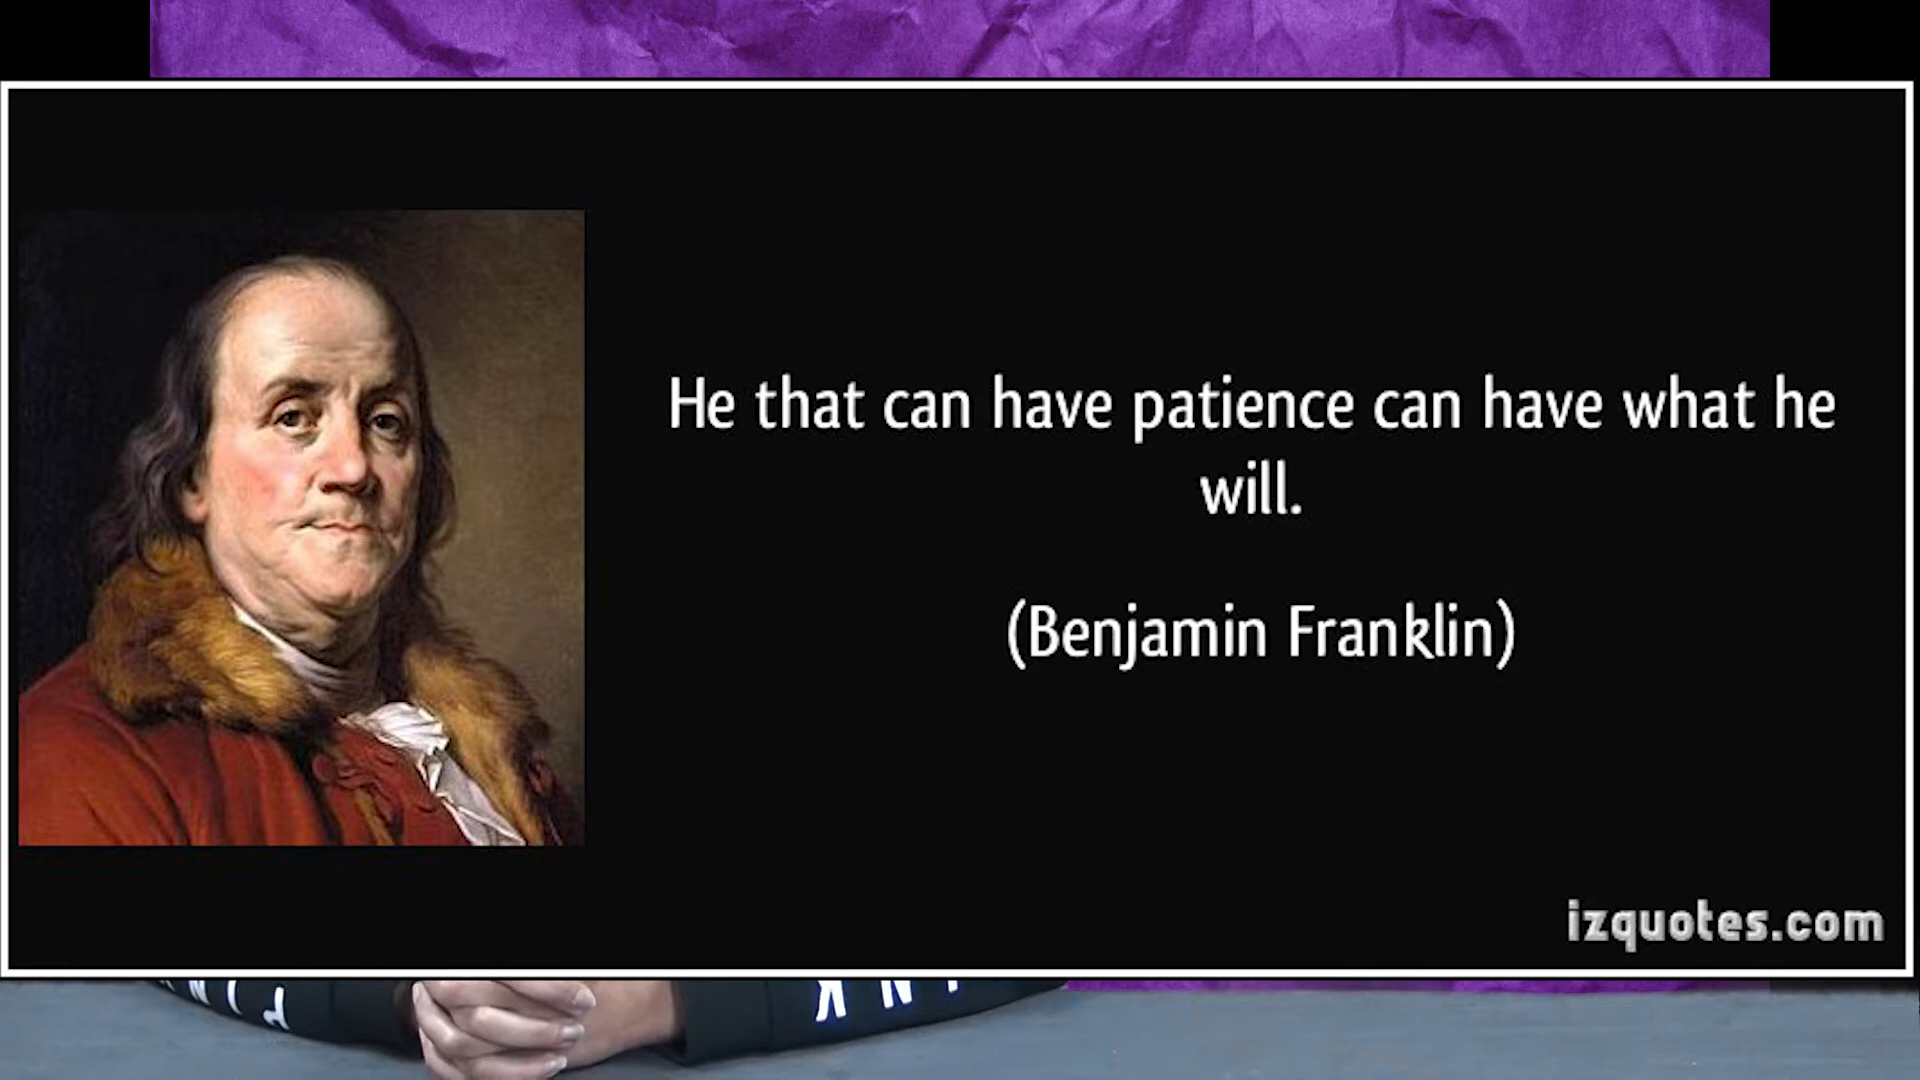 He that can have patience can have what he
will.
(Benjamin Franklin)
izquotes.com